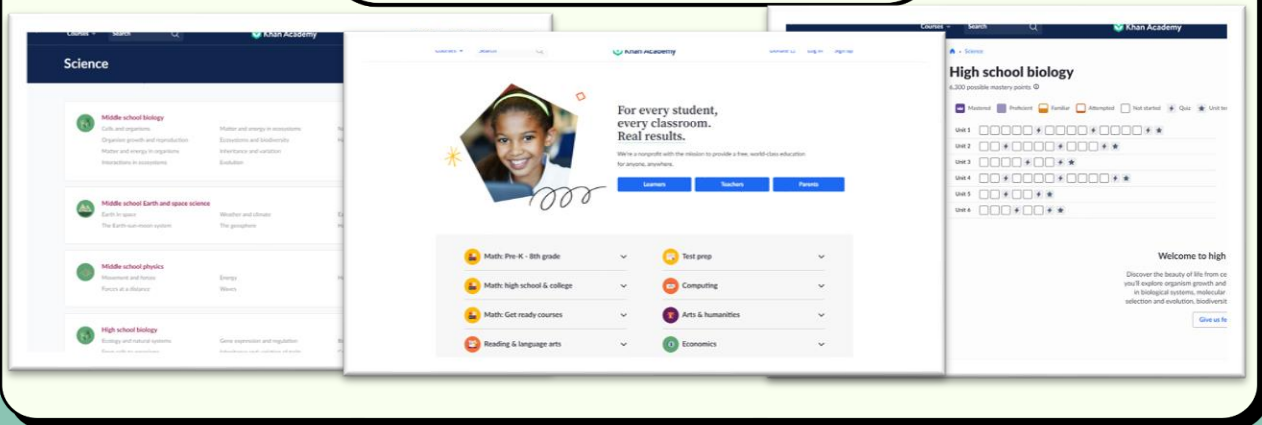 Courses
Search
Khan Academy
Science
Middle school biology
Cells and organisms
Matter and energy in ecosystems
Organism growth and reproduction
Ecosystems and biodiversity
Matter and energy in organisms
Inheritance and variation
Interactions in ecosystems
Evolution
Middle school Earth and space science
Earth in space
Weather and climate
The Earth-sun-moon system
The geosphere
Middle school physics
Movement and forces
Energy
Forces at a distance
Waves
High school biology
Ecology and natural systems
Gene expression and regulation
Courses
Search
Khan Academy
Donate
Log in
Sign up
For every student,
every classroom.
Real results.
We're a nonprofit with the mission to provide a free, world-class education
for anyone, anywhere.
Learners
Teachers
Parents
Math: Pre-K - 8th grade
Test prep
Math: high school & college
Computing
Math: Get ready courses
Arts & humanities
Reading & language arts
Economics
Courses
Search
Khan Academy
Science
High school biology
6,300 possible mastery points
Mastered
Proficient
Familiar
Attempted
Not started
Quiz
Unit
Unit 1
Unit 2
Unit 3
Unit 4
Unit 5
Unit 6
Welcome to high
Discover the beauty of life from ce
you'll explore organism growth and
in biological systems, molecular
selection and evolution, biodiversit
Give us fe